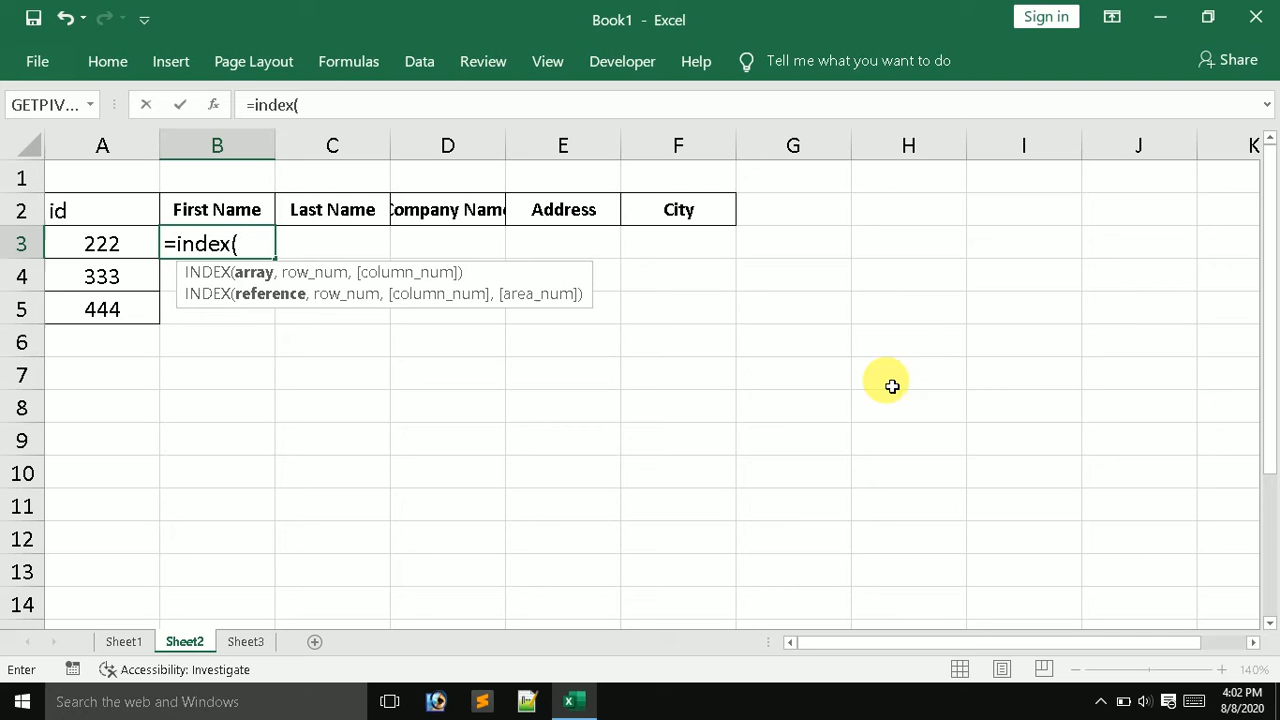 Book1 - Excel
Sign in
File Home Insert Page Layout Formulas Data Review View Developer Help Tell me what you want to do Share
GETPIV... =index(
A B C D E F G H I J K
1
2 id First Name Last Name Company Name Address City
3 222 =index(
INDEX(array, row_num, [column_num])
4 333
INDEX(reference, row_num, [column_num], [area_num])
5 444
6
7
8
9
10
11
12
13
14
Sheet1 Sheet2 Sheet3
Enter Accessibility: Investigate 140%
Search the web and Windows
4:02 PM
8/8/2020